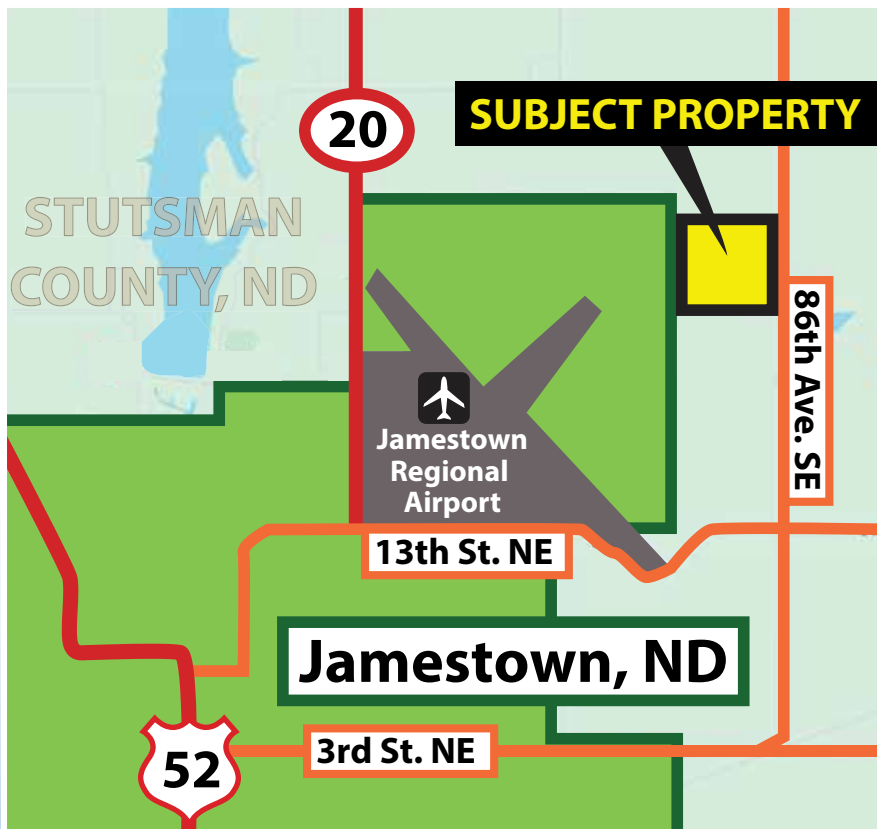 SUBJECT PROPERTY
20
STUTSMAN
COUNTY, ND
86th Ave. SE
Jamestown
Regional
Airport
13th St. NE
Jamestown, ND
3rd St. NE
52